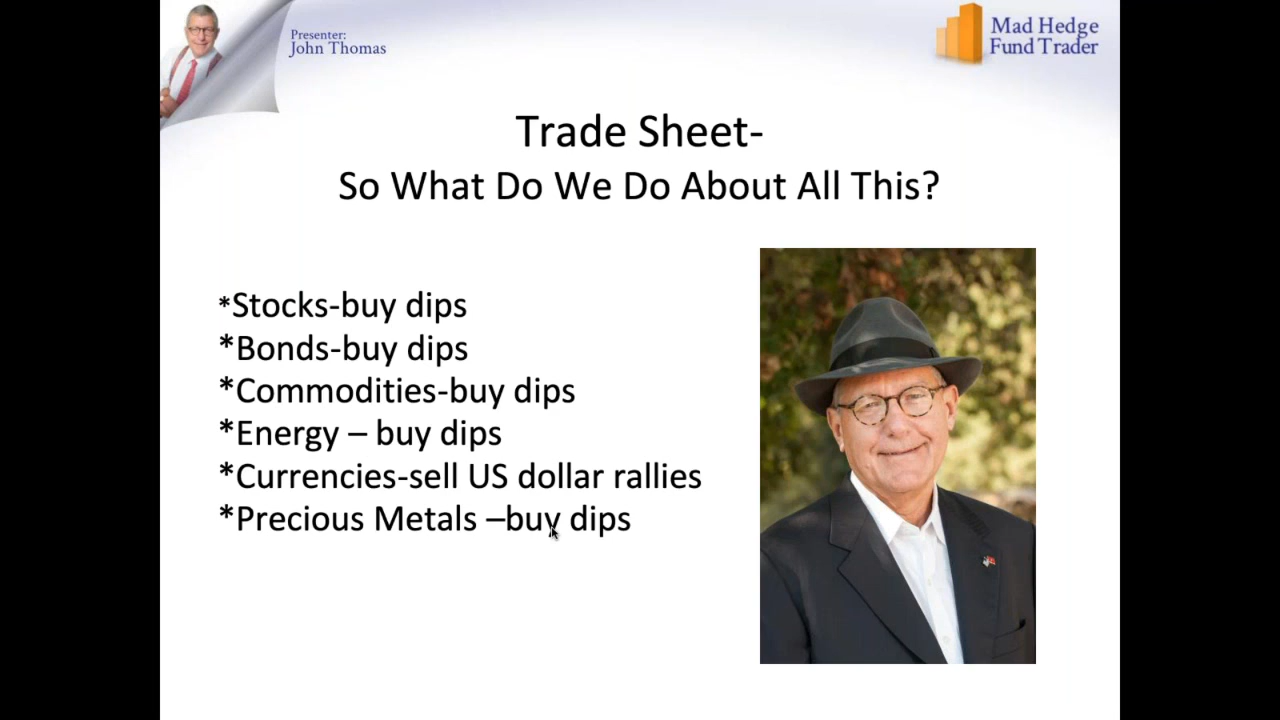 Presenter:
John Thomas
Mad Hedge
Fund Trader
Trade Sheet-
So What Do We Do About All This?
*Stocks-buy dips
*Bonds-buy dips
*Commodities-buy dips
*Energy – buy dips
*Currencies-sell US dollar rallies
*Precious Metals –buy dips